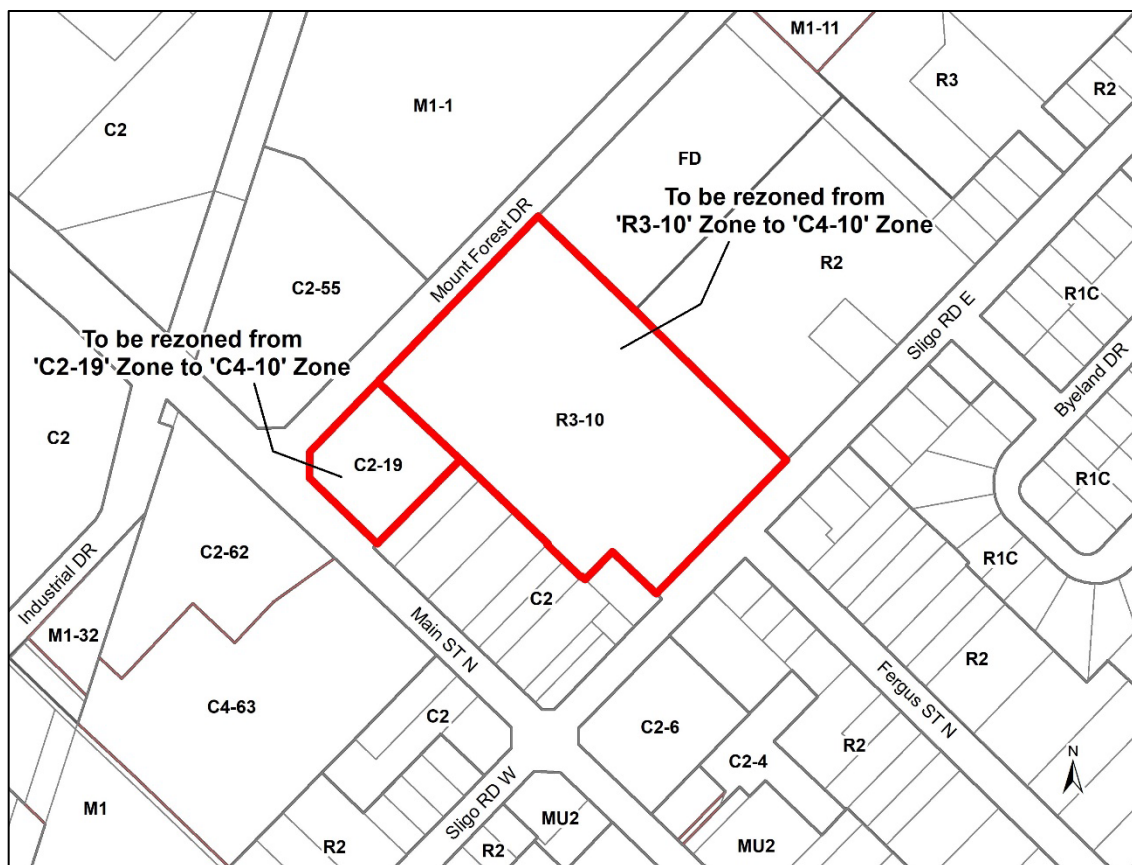 M1-11
R3
R2
C2
M1-1
FD
To be rezoned from
'R3-10' Zone to 'C4-10' Zone
Mount Forest DR
R2
C2-55
R1C
Sligo RD E
To be rezoned from
'C2-19' Zone to 'C4-10' Zone
Byeland DR
R3-10
C2
C2-19
R1C
C2-62
R1C
Industrial DR
C2
M1-32
Main ST N
R2
Fergus ST N
C4-63
C2
C2-6
R2
C2-4
N
M1
Sligo RD W
MU2
R2
R2
MU2